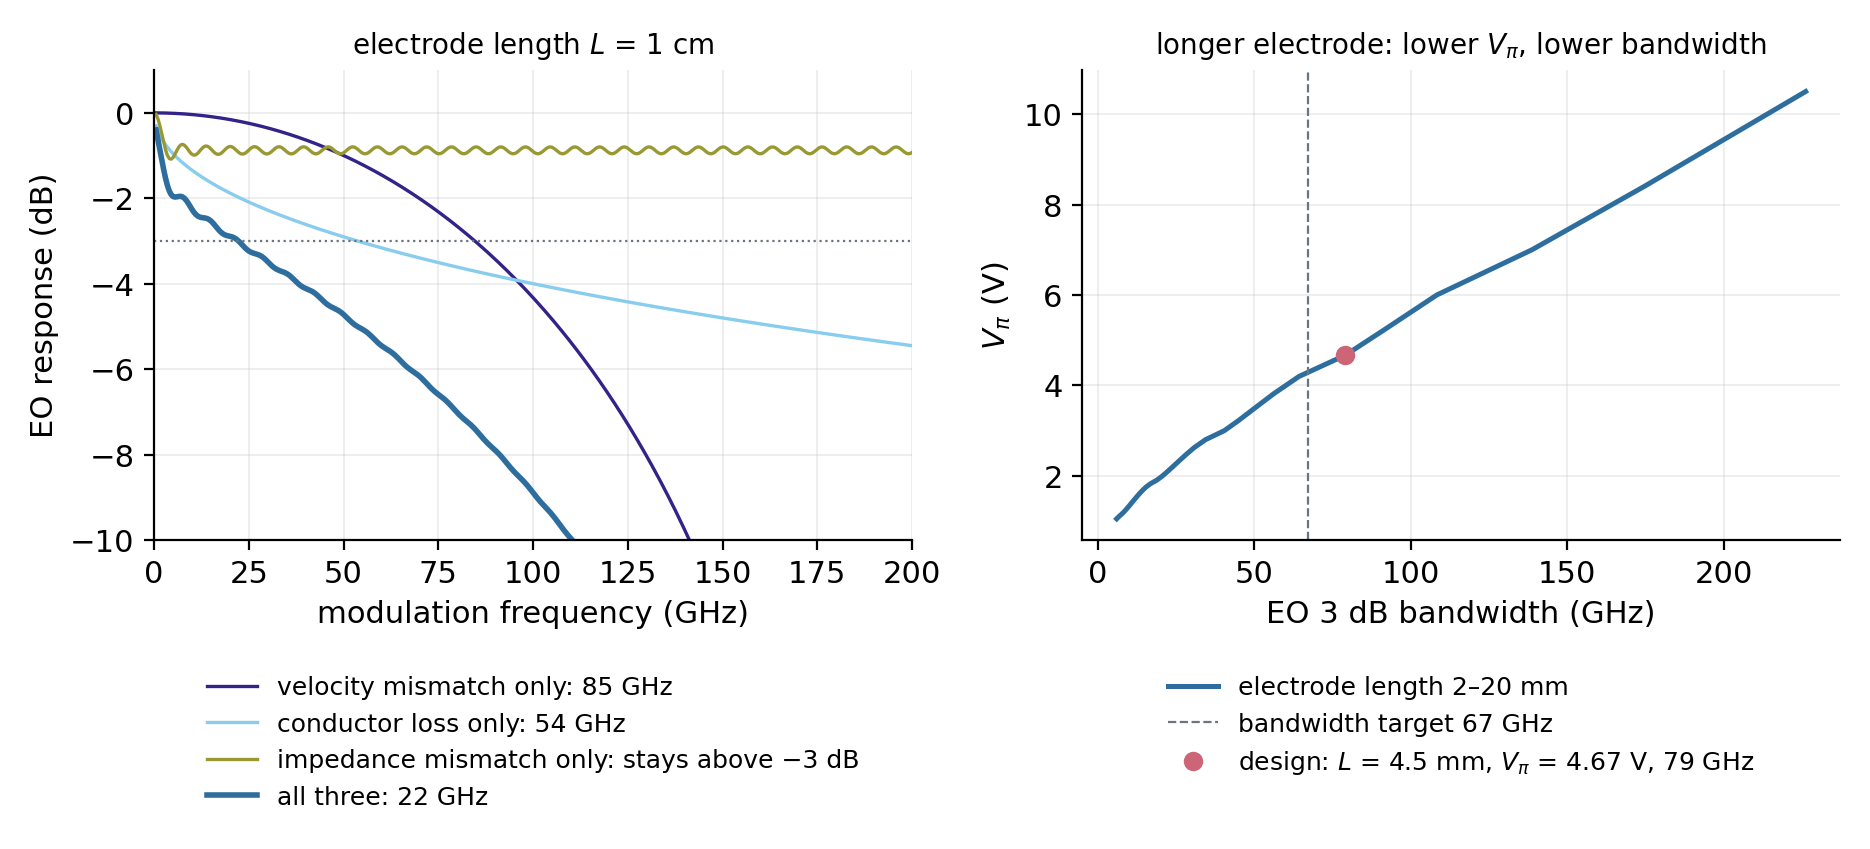 electrode length L = 1 cm
EO response (dB)
0
−2
−4
−6
−8
−10
0 25 50 75 100 125 150 175 200
modulation frequency (GHz)
velocity mismatch only: 85 GHz
conductor loss only: 54 GHz
impedance mismatch only: stays above −3 dB
all three: 22 GHz
longer electrode: lower Vπ, lower bandwidth
Vπ (V)
10
8
6
4
2
0 50 100 150 200
EO 3 dB bandwidth (GHz)
electrode length 2–20 mm
bandwidth target 67 GHz
design: L = 4.5 mm, Vπ = 4.67 V, 79 GHz